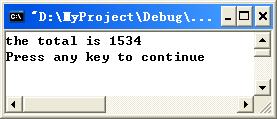 "D:\MyProject\Debug\...
the total is 1534
Press any key to continue